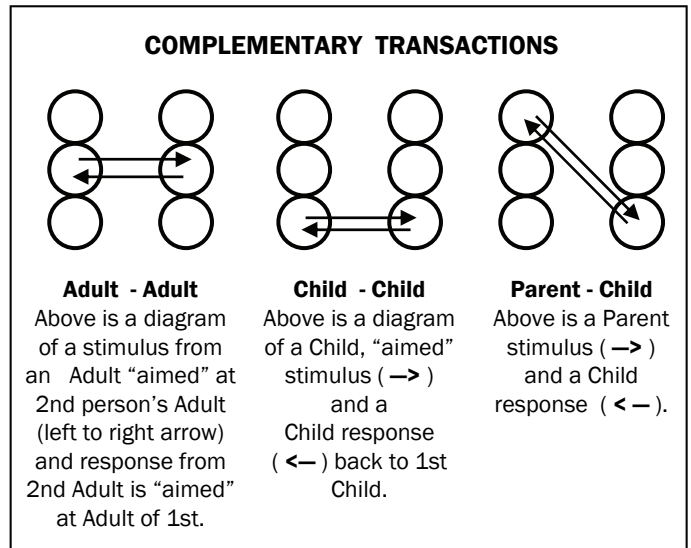 COMPLEMENTARY TRANSACTIONS
Adult - Adult
Above is a diagram
of a stimulus from
an Adult “aimed” at
2nd person’s Adult
(left to right arrow)
and response from
2nd Adult is “aimed”
at Adult of 1st.
Child - Child
Above is a diagram
of a Child, “aimed”
stimulus ( —> )
and a
Child response
( <— ) back to 1st
Child.
Parent - Child
Above is a Parent
stimulus ( —> )
and a Child
response ( < — ).